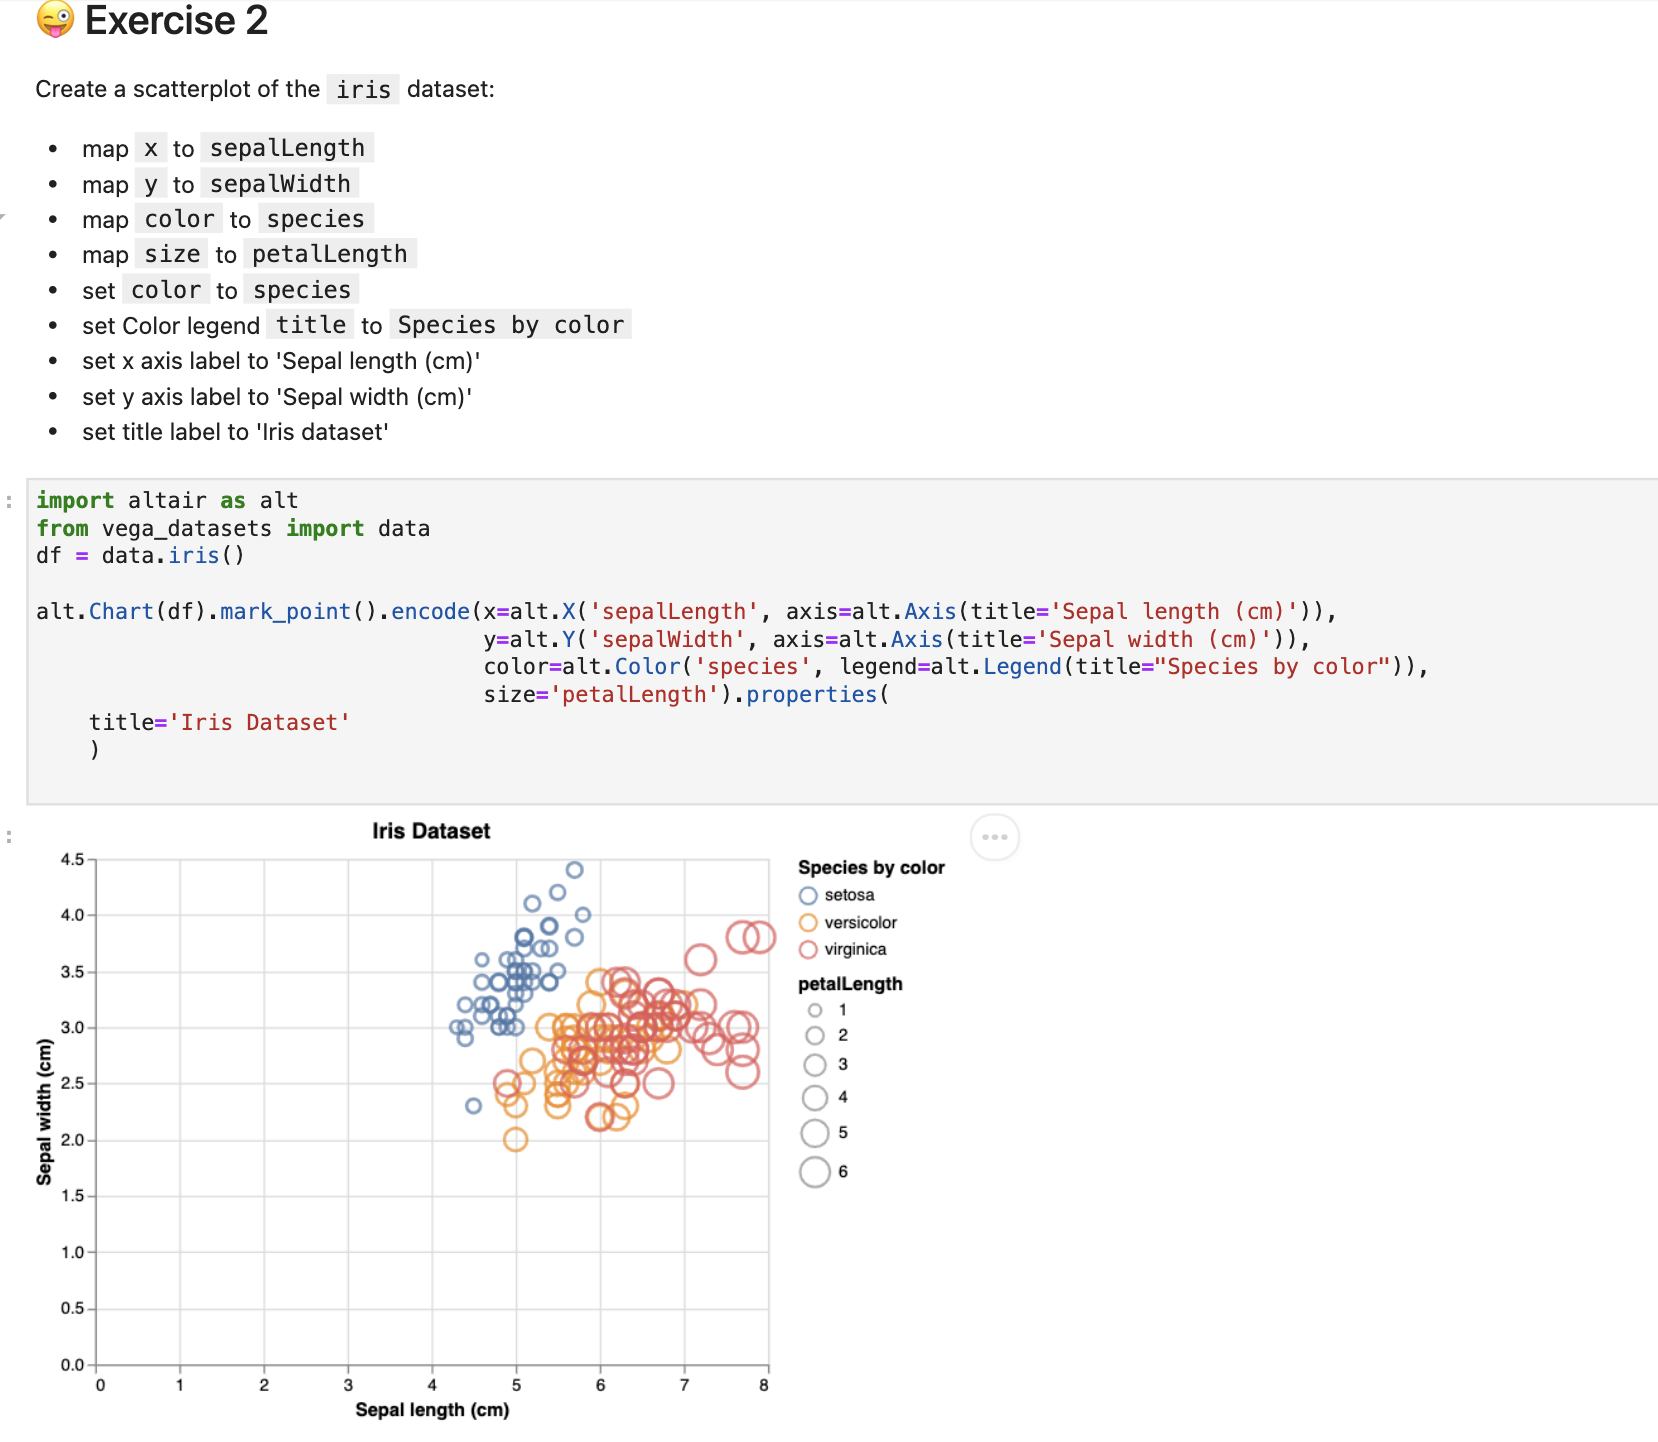 😜 Exercise 2
Create a scatterplot of the iris dataset:
• map x to sepalLength
• map y to sepalWidth
• map color to species
• map size to petalLength
• set color to species
• set Color legend title to Species by color
• set x axis label to 'Sepal length (cm)'
• set y axis label to 'Sepal width (cm)'
• set title label to 'Iris dataset'
:
import altair as alt
from vega_datasets import data
df = data.iris()
alt.Chart(df).mark_point().encode(x=alt.X('sepalLength', axis=alt.Axis(title='Sepal length (cm)')),
y=alt.Y('sepalWidth', axis=alt.Axis(title='Sepal width (cm)')),
color=alt.Color('species', legend=alt.Legend(title="Species by color")),
size='petalLength').properties(
title='Iris Dataset'
)
:
Iris Dataset
4.5
4.0
3.5
3.0
2.5
2.0
1.5
1.0
0.5
0.0
Sepal width (cm)
0 1 2 3 4 5 6 7 8
Sepal length (cm)
Species by color
setosa
versicolor
virginica
petalLength
1
2
3
4
5
6